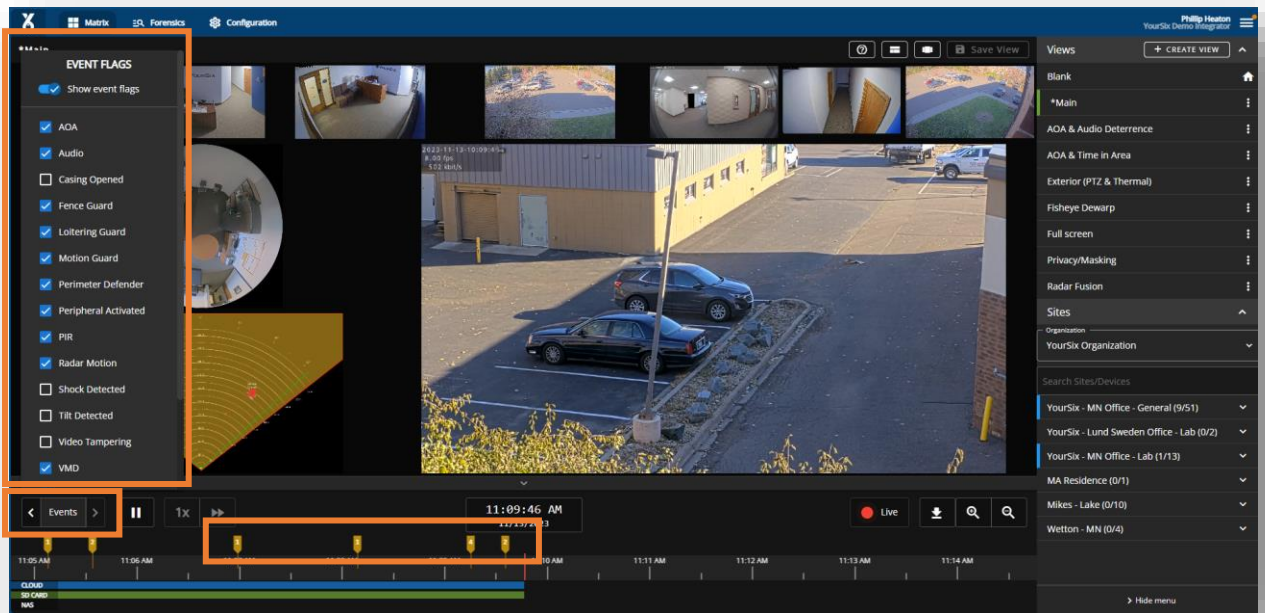 Matrix
Forensics
Configuration
Phillip Heaton
YourSix Demo Integrator
*Main
Save View
EVENT FLAGS
Show event flags
AOA
Audio
Casing Opened
Fence Guard
Loitering Guard
Motion Guard
Perimeter Defender
Peripheral Activated
PIR
Radar Motion
Shock Detected
Tilt Detected
Video Tampering
VMD
8.00 fps
502 kbit/s
Views
+ CREATE VIEW
Blank
*Main
AOA & Audio Deterrence
AOA & Time in Area
Exterior (PTZ & Thermal)
Fisheye Dewarp
Full screen
Privacy/Masking
Radar Fusion
Sites
Organization
YourSix Organization
Search Sites/Devices
YourSix - MN Office - General (9/51)
YourSix - Lund Sweden Office - Lab (0/2)
YourSix - MN Office - Lab (1/13)
MA Residence (0/1)
Mikes - Lake (0/10)
Wetton - MN (0/4)
Hide menu
Events
1x
11:09:46 AM
Live
11:05 AM
11:06 AM
11:11 AM
11:12 AM
11:13 AM
11:14 AM
CLOUD
SD CARD
NAS